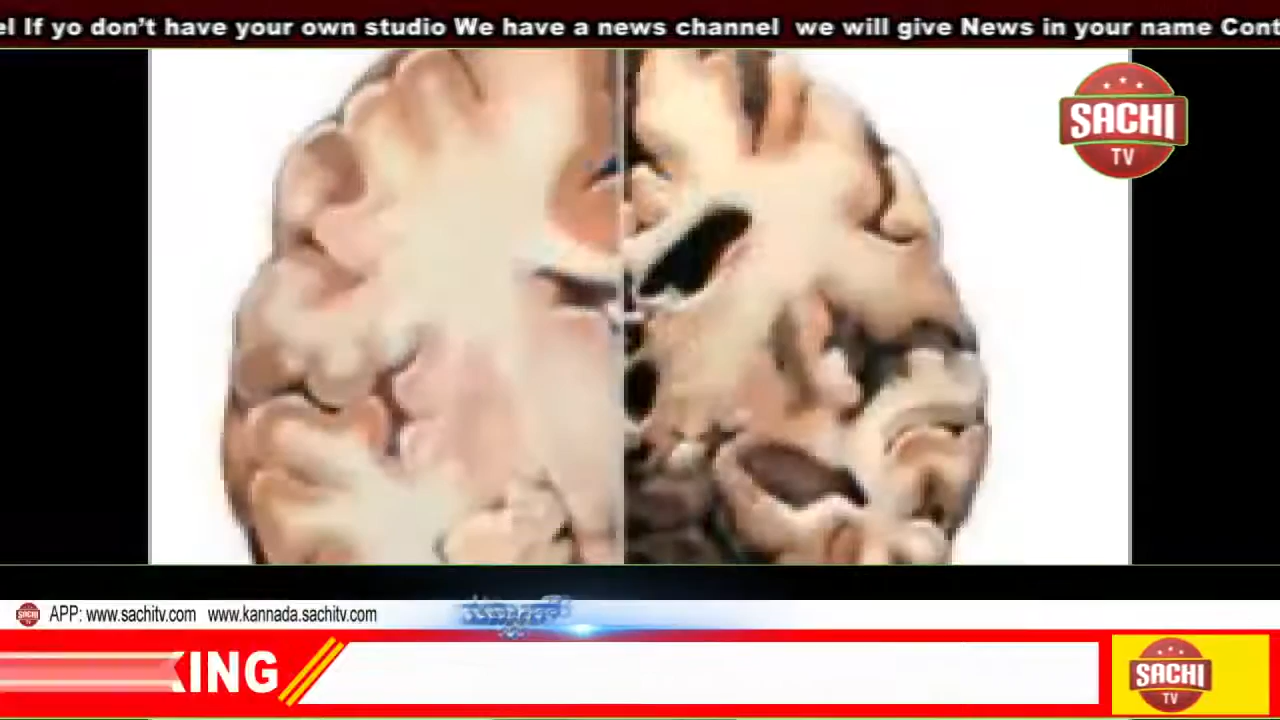 el If yo don’t have your own studio We have a news channel we will give News in your name Cont
SACHI
TV
APP: www.sachitv.com www.kannada.sachitv.com
KING
SACHI
TV